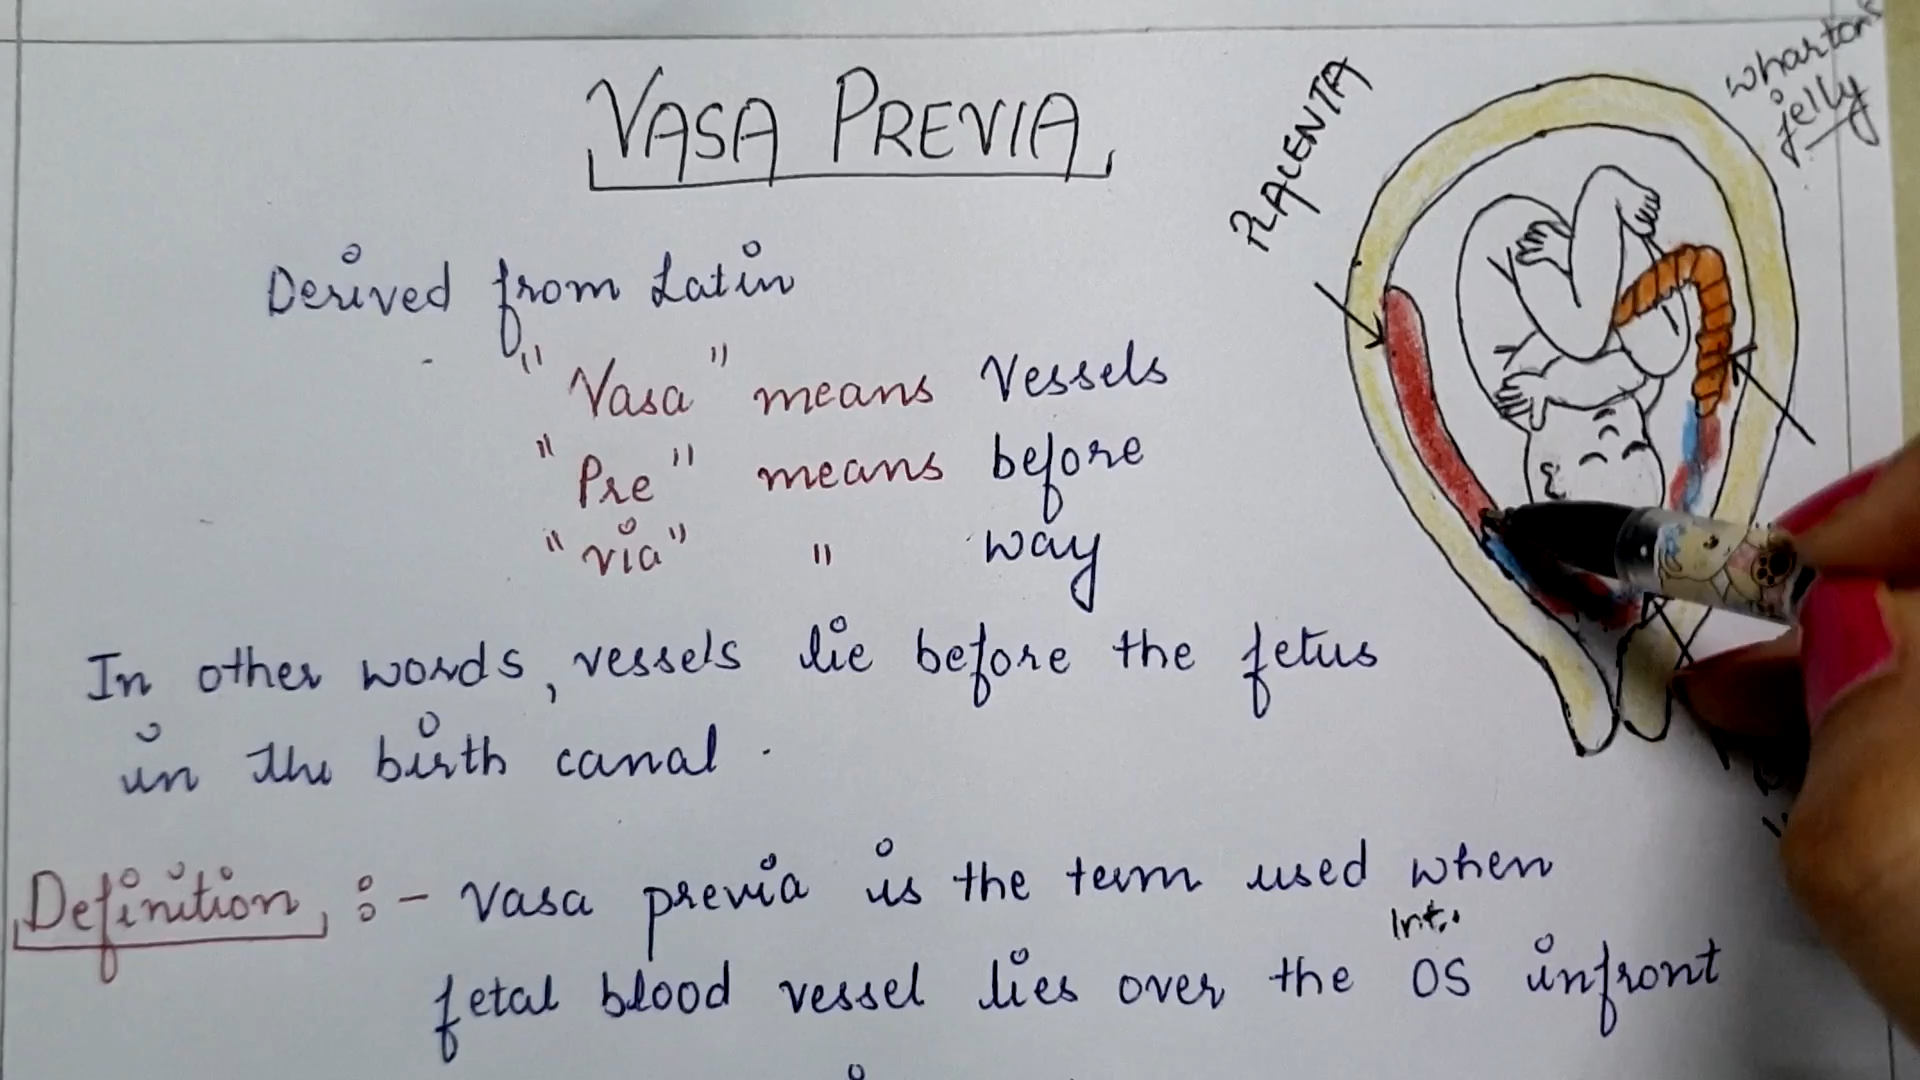 VASA PREVIA
Derived from Latin
"Vasa" means Vessels
"Pre" means before
"via" " way
In other words, vessels lie before the fetus
in the birth canal.
Definition :- Vasa previa is the term used when
Int.
fetal blood vessel lies over the OS infront
PLACENTA
Wharton's
jelly